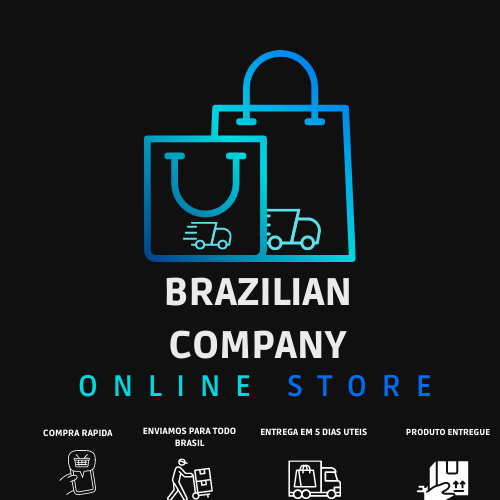 BRAZILIAN
COMPANY
ONLINE STORE
COMPRA RAPIDA
ENVIAMOS PARA TODO
BRASIL
ENTREGA EM 5 DIAS UTEIS
PRODUTO ENTREGUE